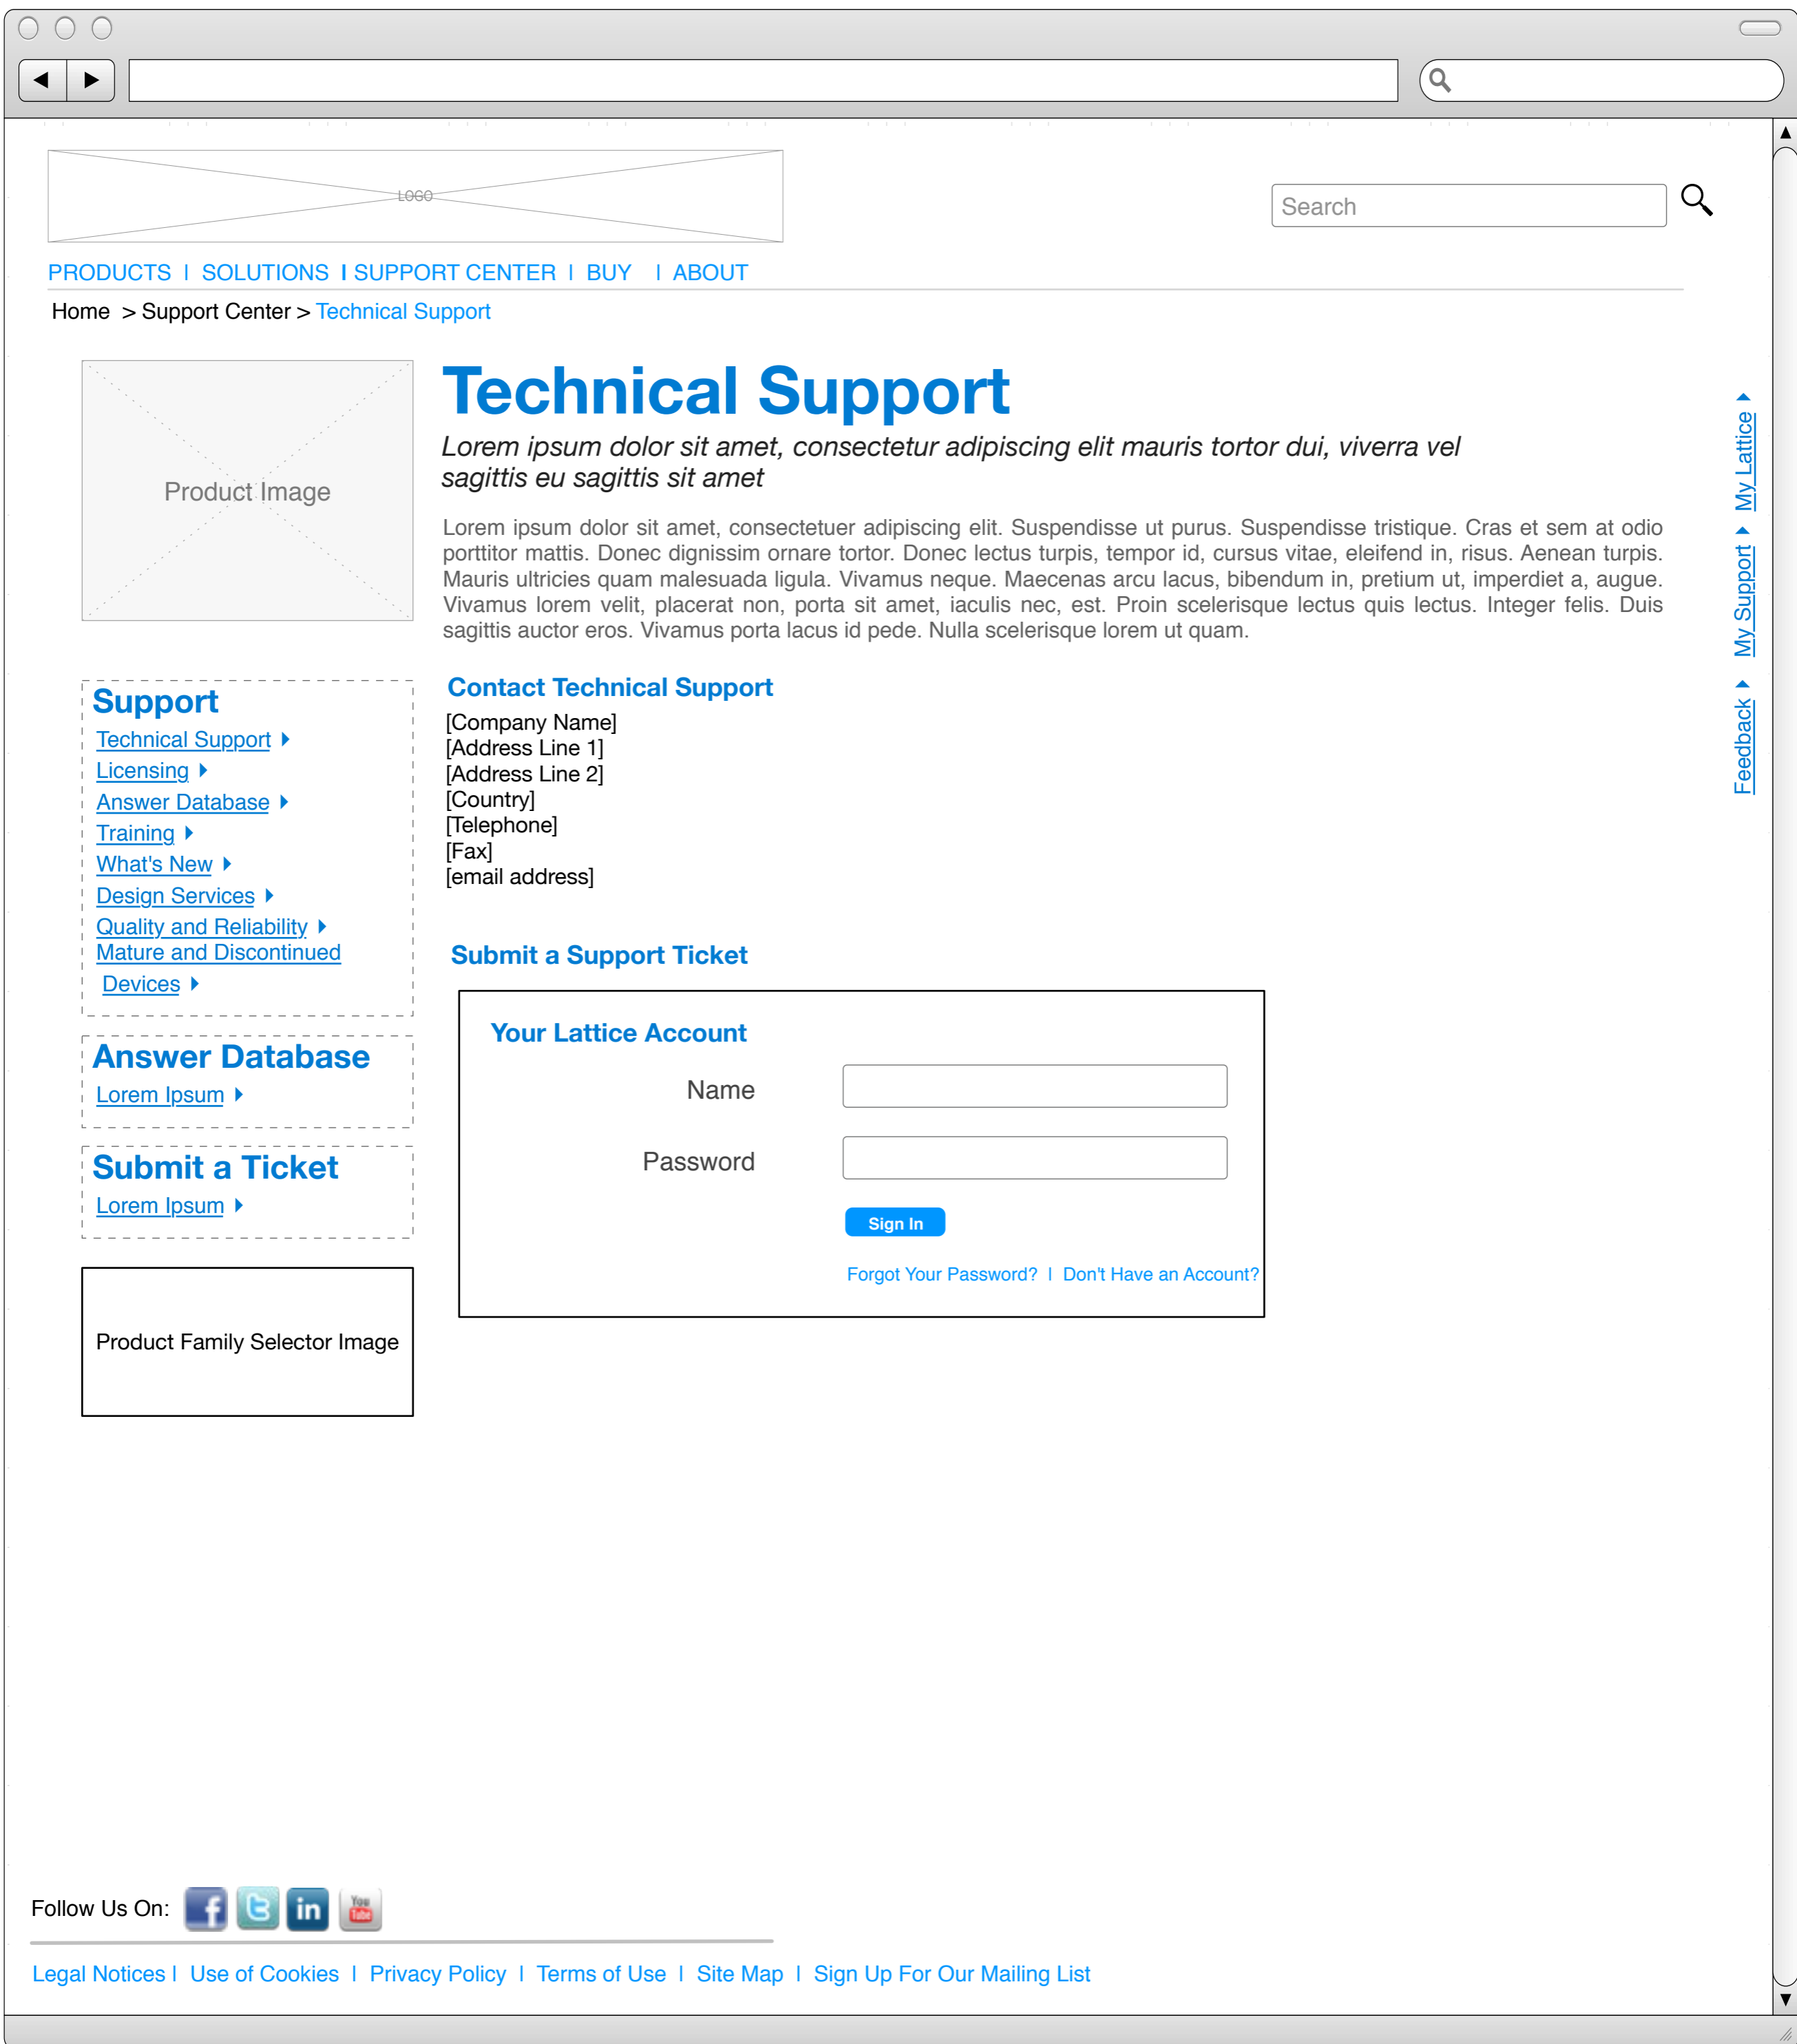 LOGO
Search
PRODUCTS | SOLUTIONS | SUPPORT CENTER | BUY | ABOUT
Home > Support Center > Technical Support
Product Image
Technical Support
Lorem ipsum dolor sit amet, consectetur adipiscing elit mauris tortor dui, viverra vel
sagittis eu sagittis sit amet
Lorem ipsum dolor sit amet, consectetuer adipiscing elit. Suspendisse ut purus. Suspendisse tristique. Cras et sem at odio
porttitor mattis. Donec dignissim ornare tortor. Donec lectus turpis, tempor id, cursus vitae, eleifend in, risus. Aenean turpis.
Mauris ultricies quam malesuada ligula. Vivamus neque. Maecenas arcu lacus, bibendum in, pretium ut, imperdiet a, augue.
Vivamus lorem velit, placerat non, porta sit amet, iaculis nec, est. Proin scelerisque lectus quis lectus. Integer felis. Duis
sagittis auctor eros. Vivamus porta lacus id pede. Nulla scelerisque lorem ut quam.
My Lattice
My Support
Feedback
Support
Technical Support
Licensing
Answer Database
Training
What's New
Design Services
Quality and Reliability
Mature and Discontinued
Devices
Answer Database
Lorem Ipsum
Submit a Ticket
Lorem Ipsum
Product Family Selector Image
Contact Technical Support
[Company Name]
[Address Line 1]
[Address Line 2]
[Country]
[Telephone]
[Fax]
[email address]
Submit a Support Ticket
Your Lattice Account
Name
Password
Sign In
Forgot Your Password? | Don't Have an Account?
Follow Us On:
f
t
in
You Tube
Legal Notices | Use of Cookies | Privacy Policy | Terms of Use | Site Map | Sign Up For Our Mailing List